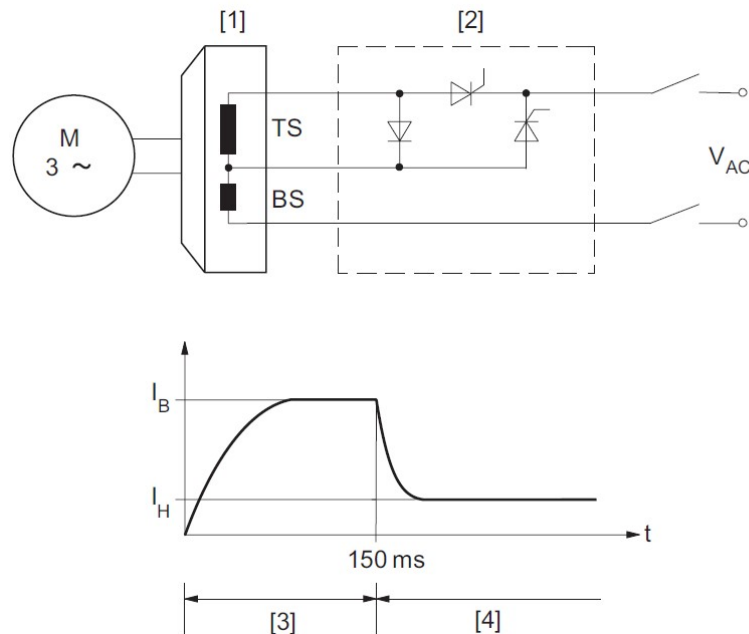 [1]
[2]
M
3 ~
TS
BS
V_AC
I_B
I_H
t
150 ms
[3]
[4]